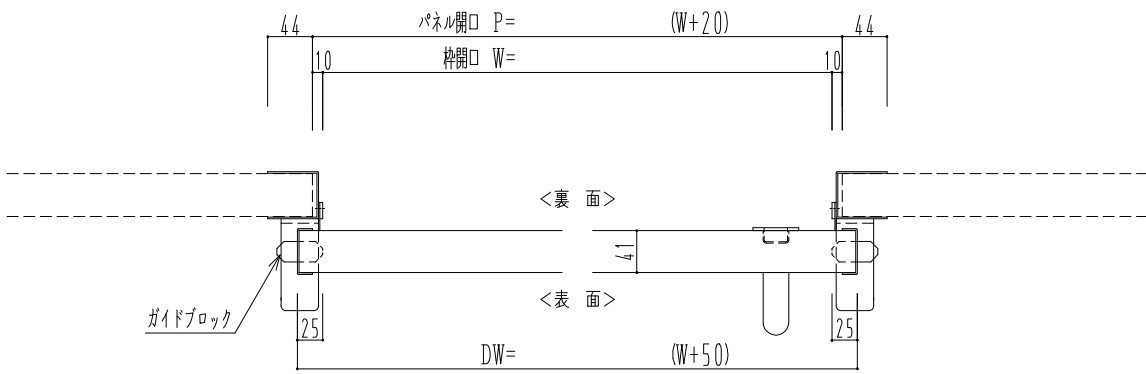 44 パネル開口 P= (W+20) 44
10 枠開口 W= 10
<裏 面>
41
<表 面>
ガイドブロック
25 25
DW= (W+50)